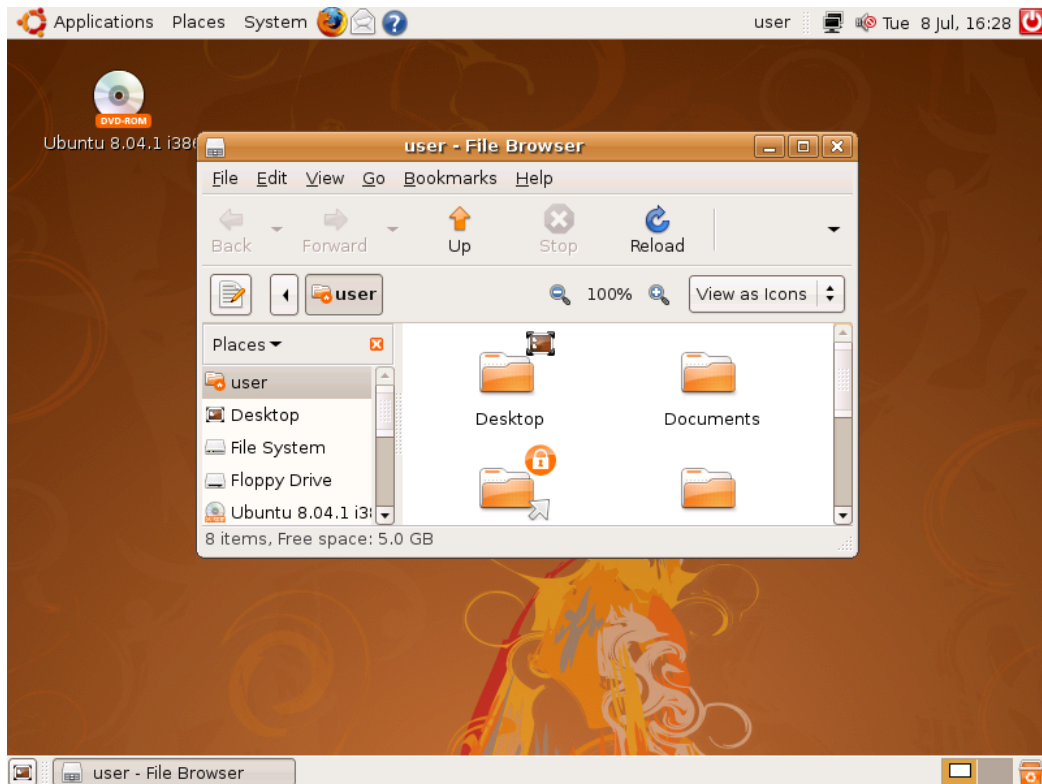 Applications Places System user Tue 8 Jul, 16:28
DVD-ROM
Ubuntu 8.04.1 i386
user - File Browser
File Edit View Go Bookmarks Help
Back Forward Up Stop Reload
user 100% View as Icons
Places
user
Desktop
File System
Floppy Drive
Ubuntu 8.04.1 i3
Desktop Documents
8 items, Free space: 5.0 GB
user - File Browser